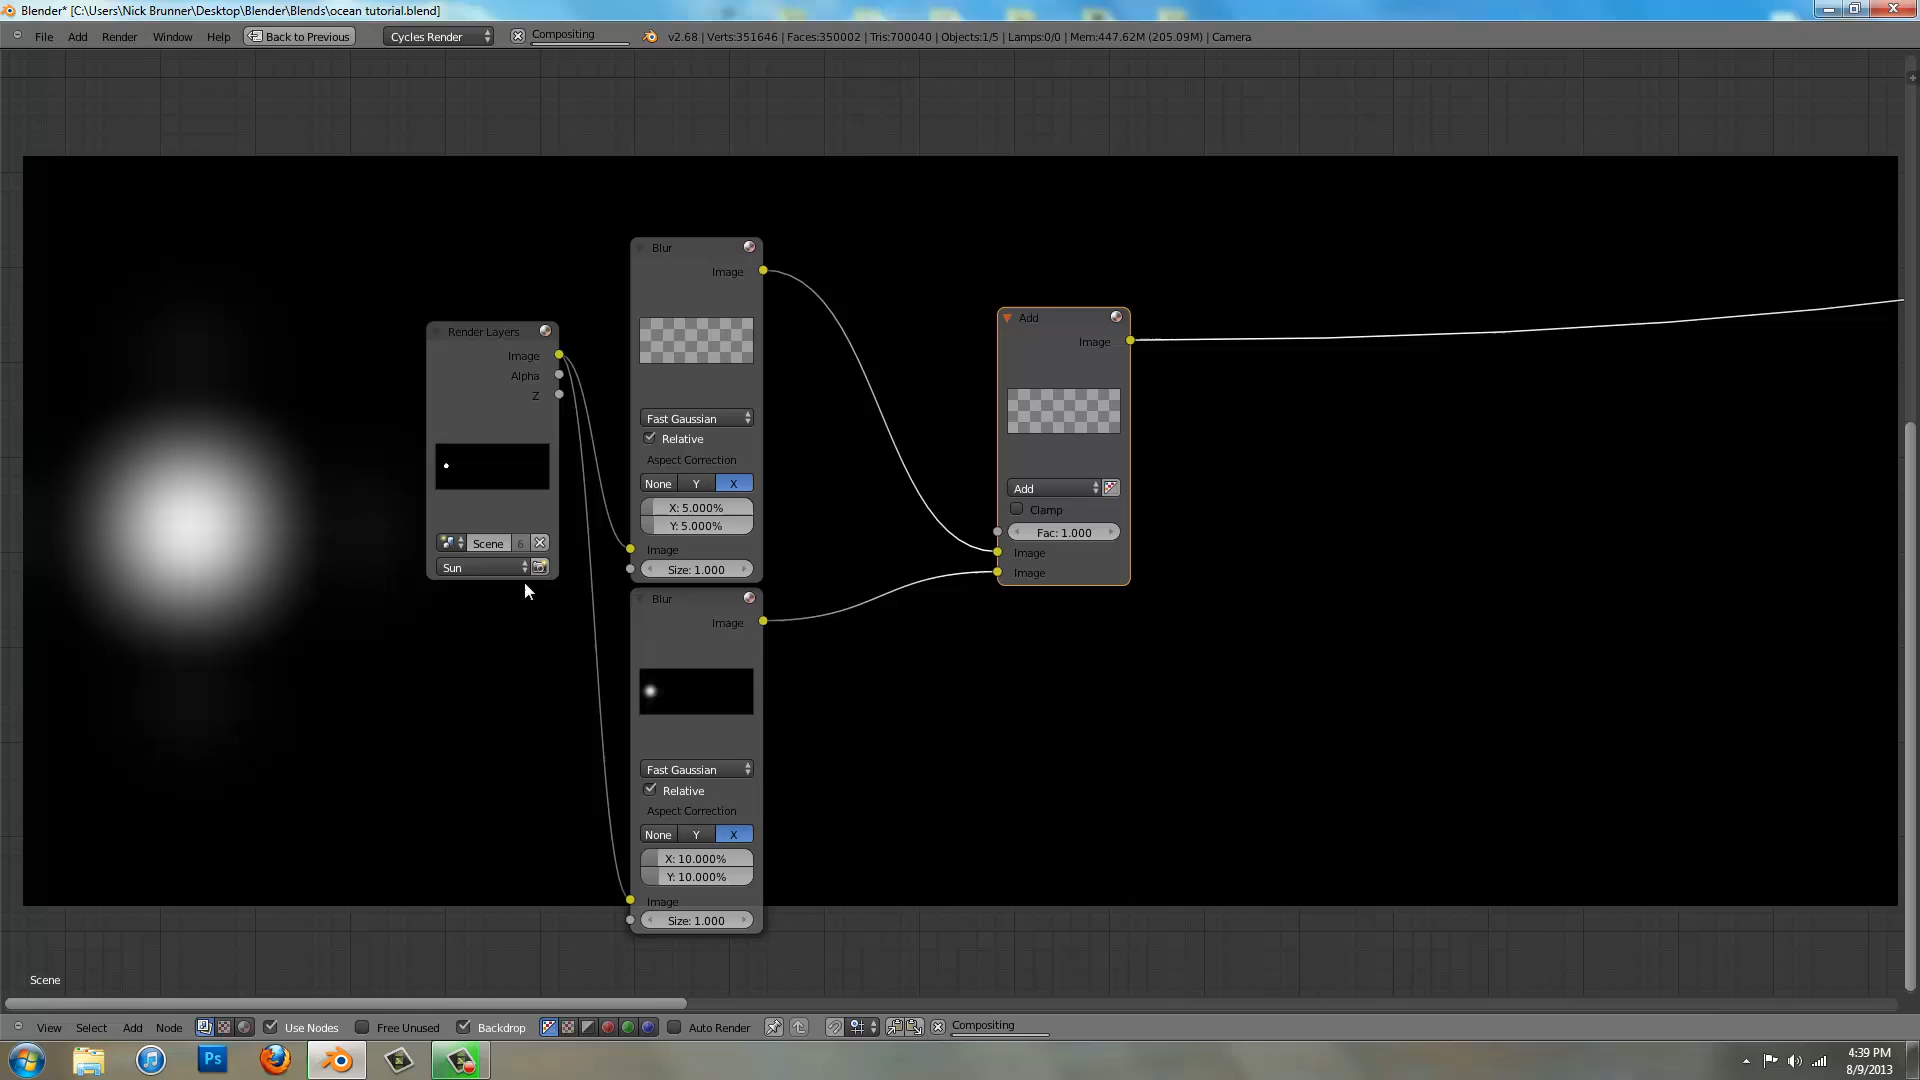 Blender* [C:\Users\Nick Brunner\Desktop\Blender\Blends\ocean tutorial.blend]
File Add Render Window Help Back to Previous Cycles Render Compositing v2.68 | Verts:351646 | Faces:350002 | Tris:700040 | Objects:1/5 | Lamps:0/0 | Mem:447.62M (205.09M) | Camera
Blur
Image
Fast Gaussian
Relative
Aspect Correction
None Y X
X: 5.000%
Y: 5.000%
Image
Size: 1.000
Render Layers
Image
Alpha
Z
Scene 6
Sun
Add
Image
Add
Clamp
Fac: 1.000
Image
Image
Blur
Image
Fast Gaussian
Relative
Aspect Correction
None Y X
X: 10.000%
Y: 10.000%
Image
Size: 1.000
Scene
View Select Add Node Use Nodes Free Unused Backdrop Auto Render Compositing
Ps
4:39 PM
8/9/2013